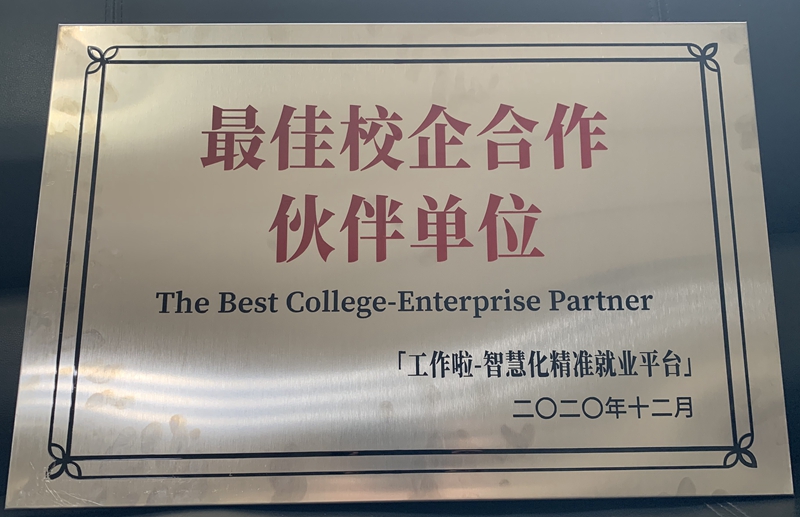 最佳校企合作
伙伴单位
The Best College-Enterprise Partner
「工作啦-智慧化精准就业平台」
二〇二〇年十二月